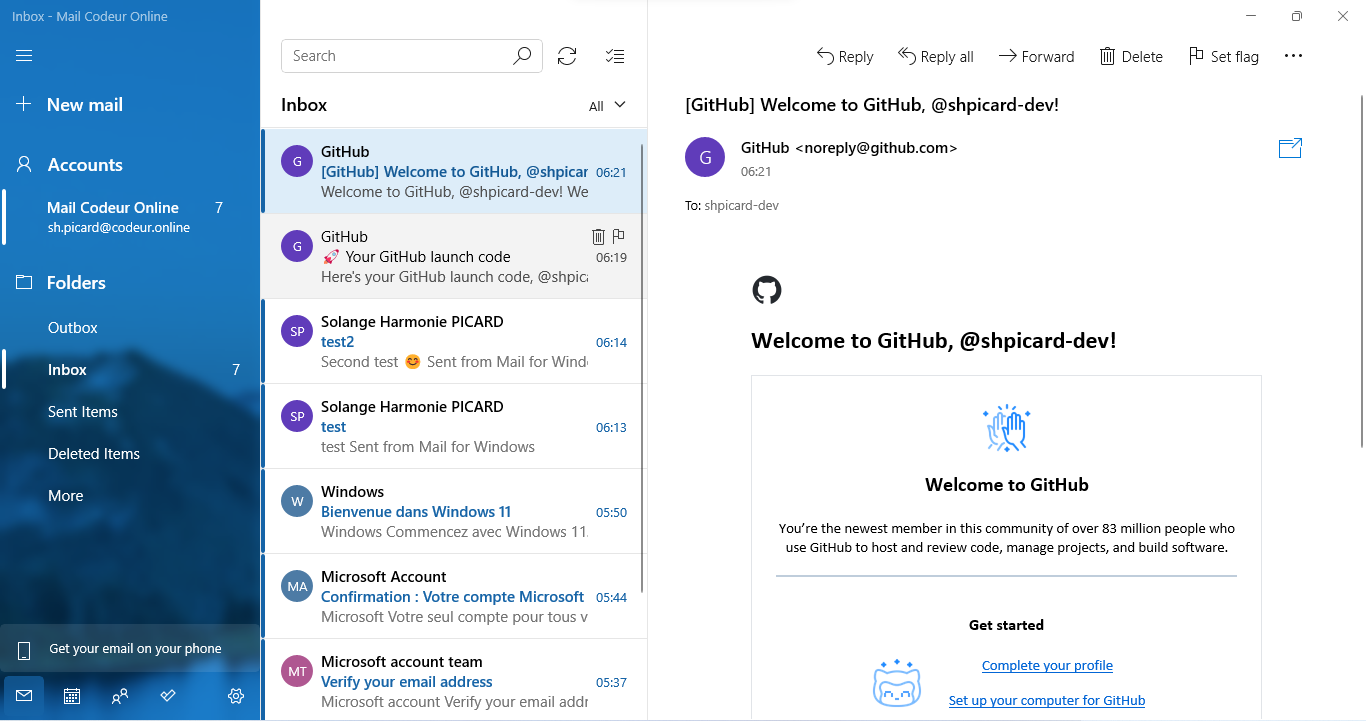 Inbox - Mail Codeur Online
New mail
Accounts
Mail Codeur Online 7
sh.picard@codeur.online
Folders
Outbox
Inbox 7
Sent Items
Deleted Items
More
Get your email on your phone
Search
Inbox
All
G
GitHub
[GitHub] Welcome to GitHub, @shpicar 06:21
Welcome to GitHub, @shpicard-dev! We
G
GitHub
🚀 Your GitHub launch code 06:19
Here's your GitHub launch code, @shpica
SP
Solange Harmonie PICARD
test2 06:14
Second test 😊 Sent from Mail for Wind
SP
Solange Harmonie PICARD
test 06:13
test Sent from Mail for Windows
W
Windows
Bienvenue dans Windows 11 05:50
Windows Commencez avec Windows 11.
MA
Microsoft Account
Confirmation : Votre compte Microsoft 05:44
Microsoft Votre seul compte pour tous v
MT
Microsoft account team
Verify your email address 05:37
Microsoft account Verify your email addr
Reply
Reply all
Forward
Delete
Set flag
[GitHub] Welcome to GitHub, @shpicard-dev!
G
GitHub <noreply@github.com>
06:21
To: shpicard-dev
Welcome to GitHub, @shpicard-dev!
Welcome to GitHub
You’re the newest member in this community of over 83 million people who
use GitHub to host and review code, manage projects, and build software.
Get started
Complete your profile
Set up your computer for GitHub